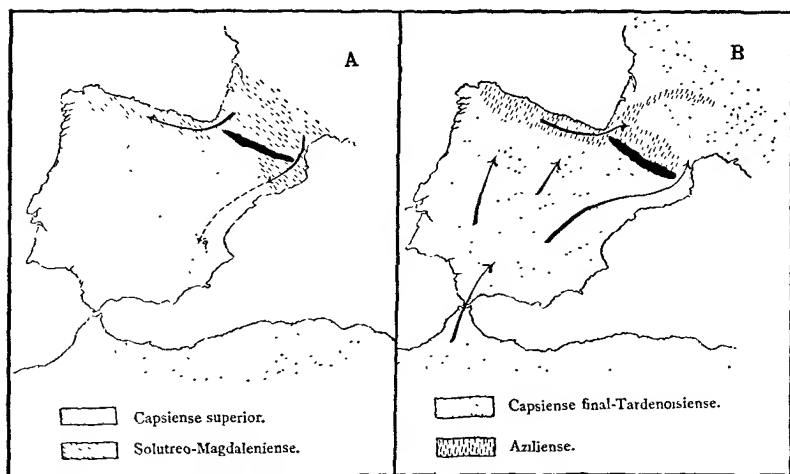 A
B
Capsiense superior.
Solutreo-Magdaleniense.
Capsiense final-Tardenoisiense.
Aziliense.